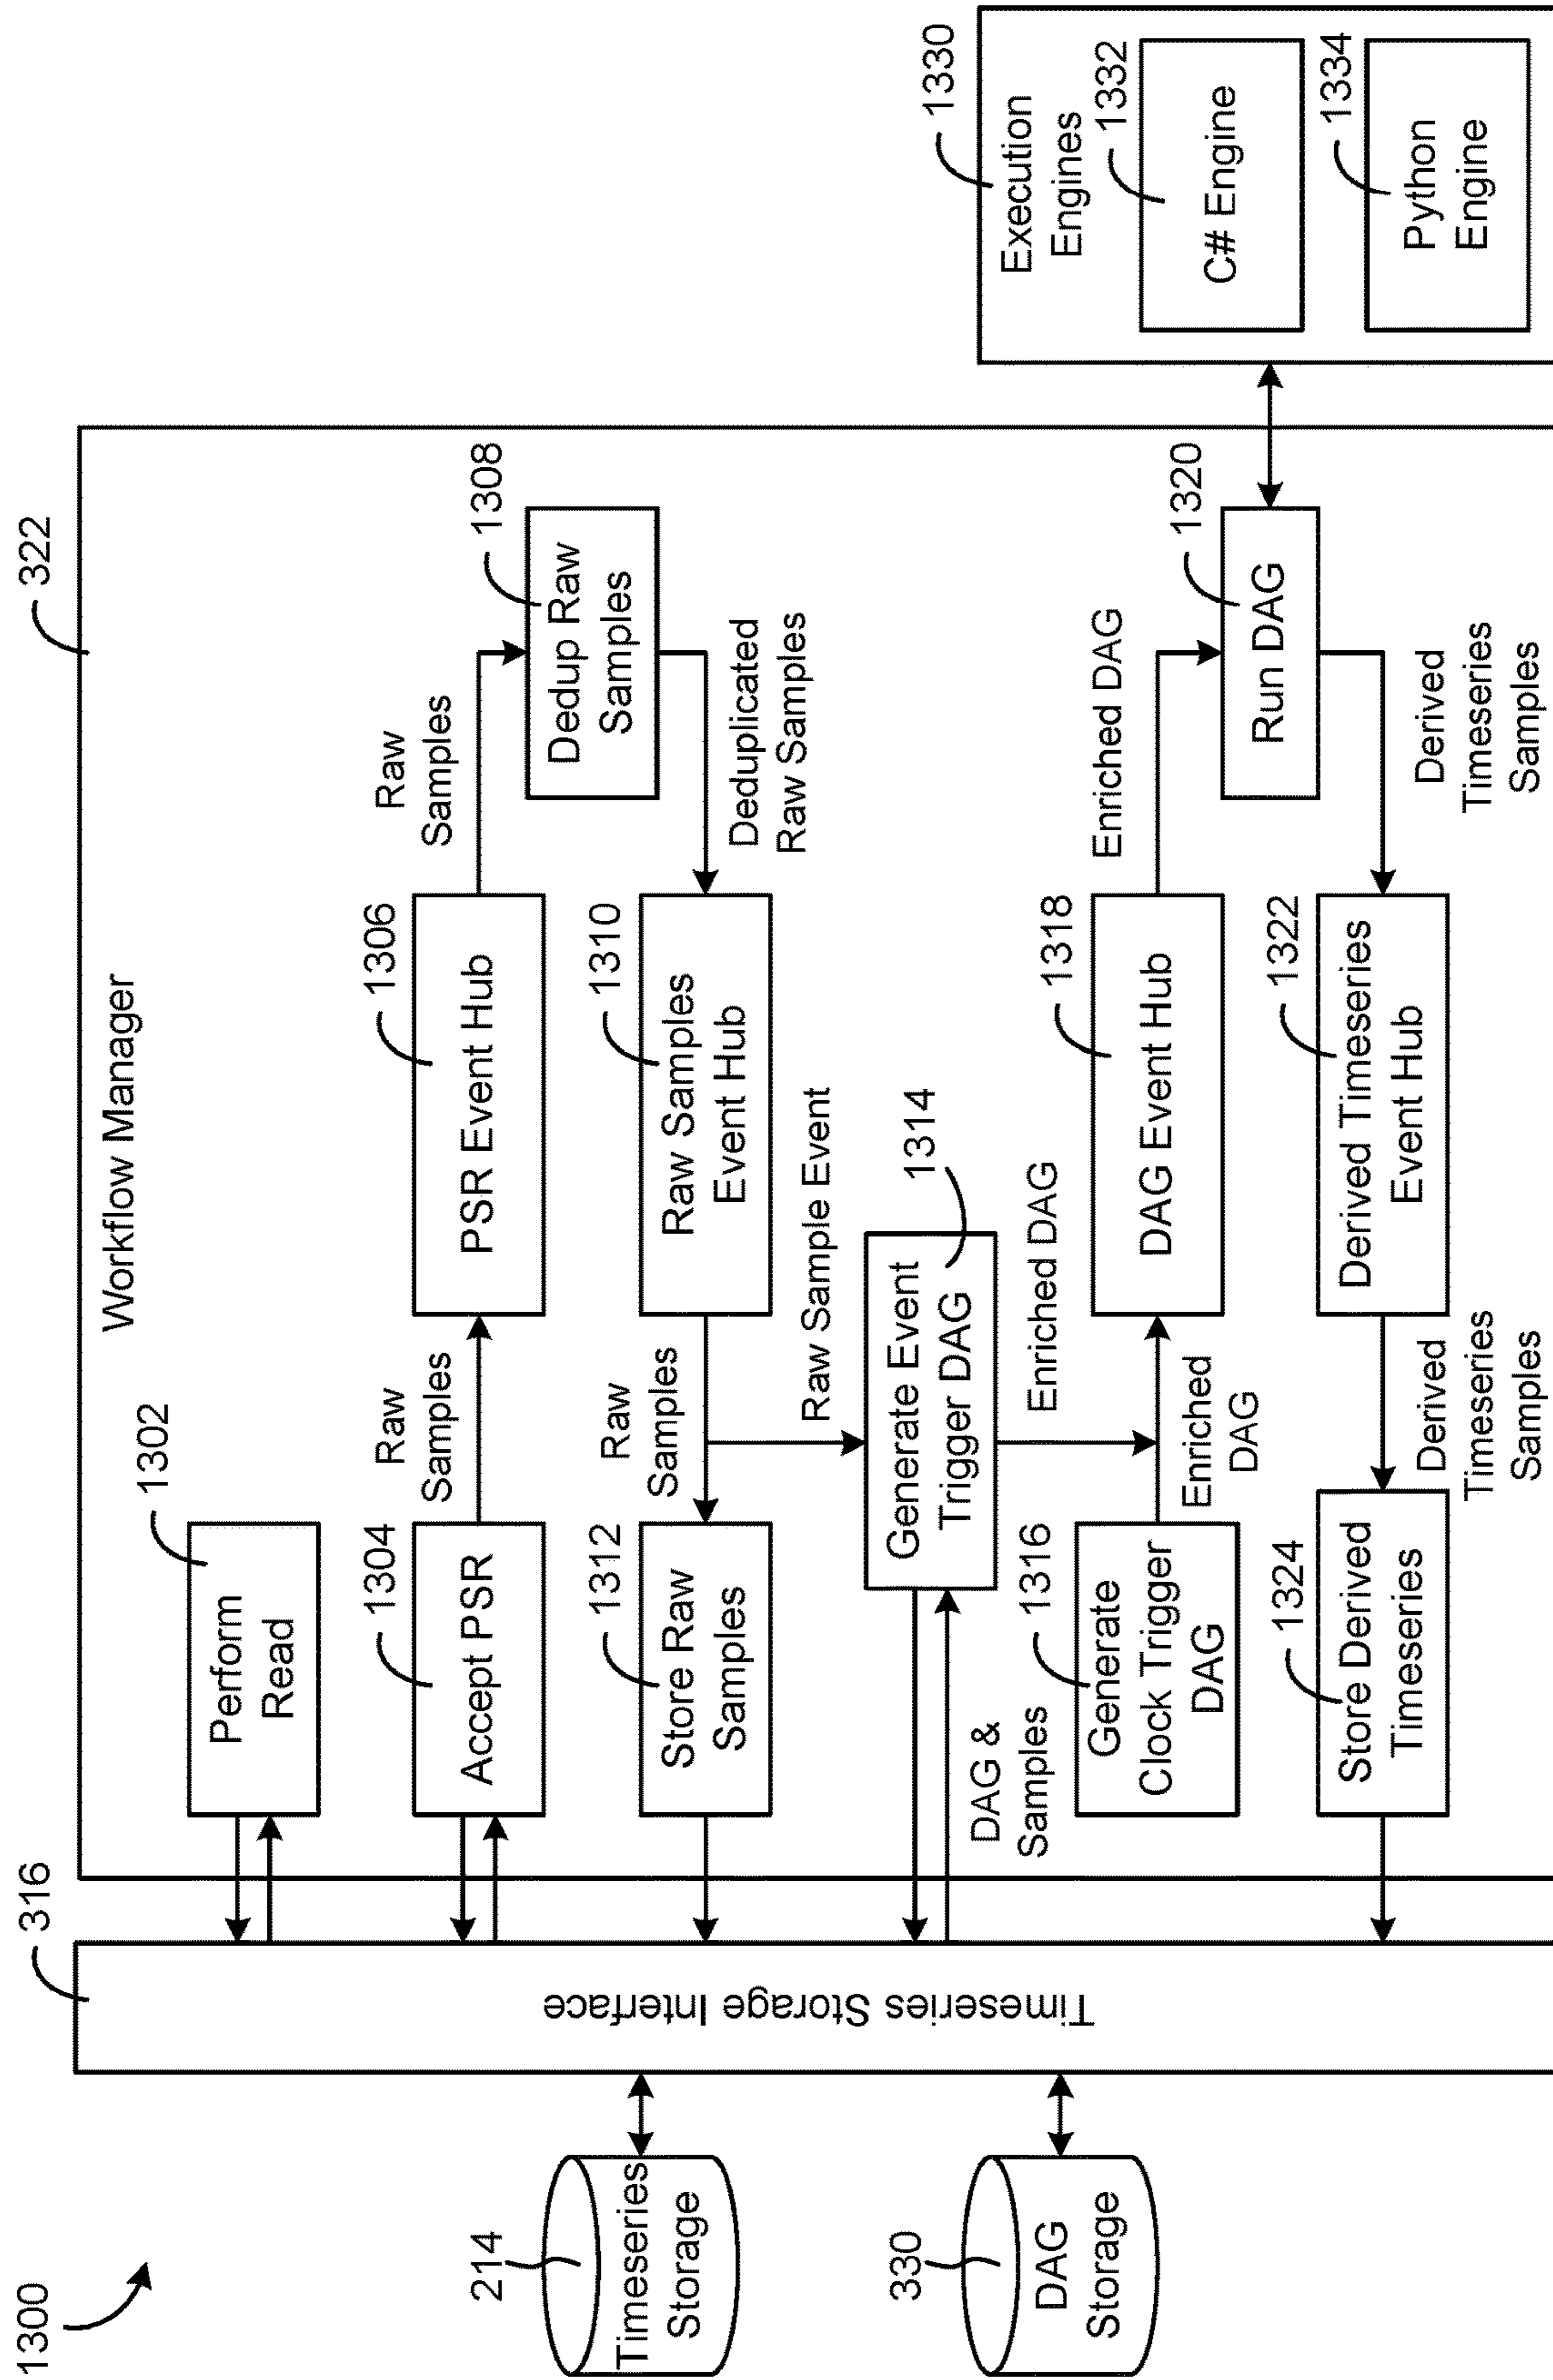 1300
316
322
Workflow Manager
1302
Perform
Read
1304
Accept PSR
Raw
Samples
1306
PSR Event Hub
Raw
Samples
1308
Dedup Raw
Samples
Deduplicated
Raw Samples
1310
Raw Samples
Event Hub
Raw
Samples
1312
Store Raw
Samples
Raw Sample Event
1314
Generate Event
Trigger DAG
DAG &
Samples
Enriched DAG
1316
Generate
Clock Trigger
DAG
Enriched
DAG
1318
DAG Event Hub
Enriched DAG
1320
Run DAG
Derived
Timeseries
Samples
1322
Derived Timeseries
Event Hub
Derived
Timeseries
Samples
1324
Store Derived
Timeseries
Timeseries Storage Interface
214
Timeseries
Storage
330
DAG
Storage
1330
Execution
Engines
1332
C# Engine
1334
Python
Engine